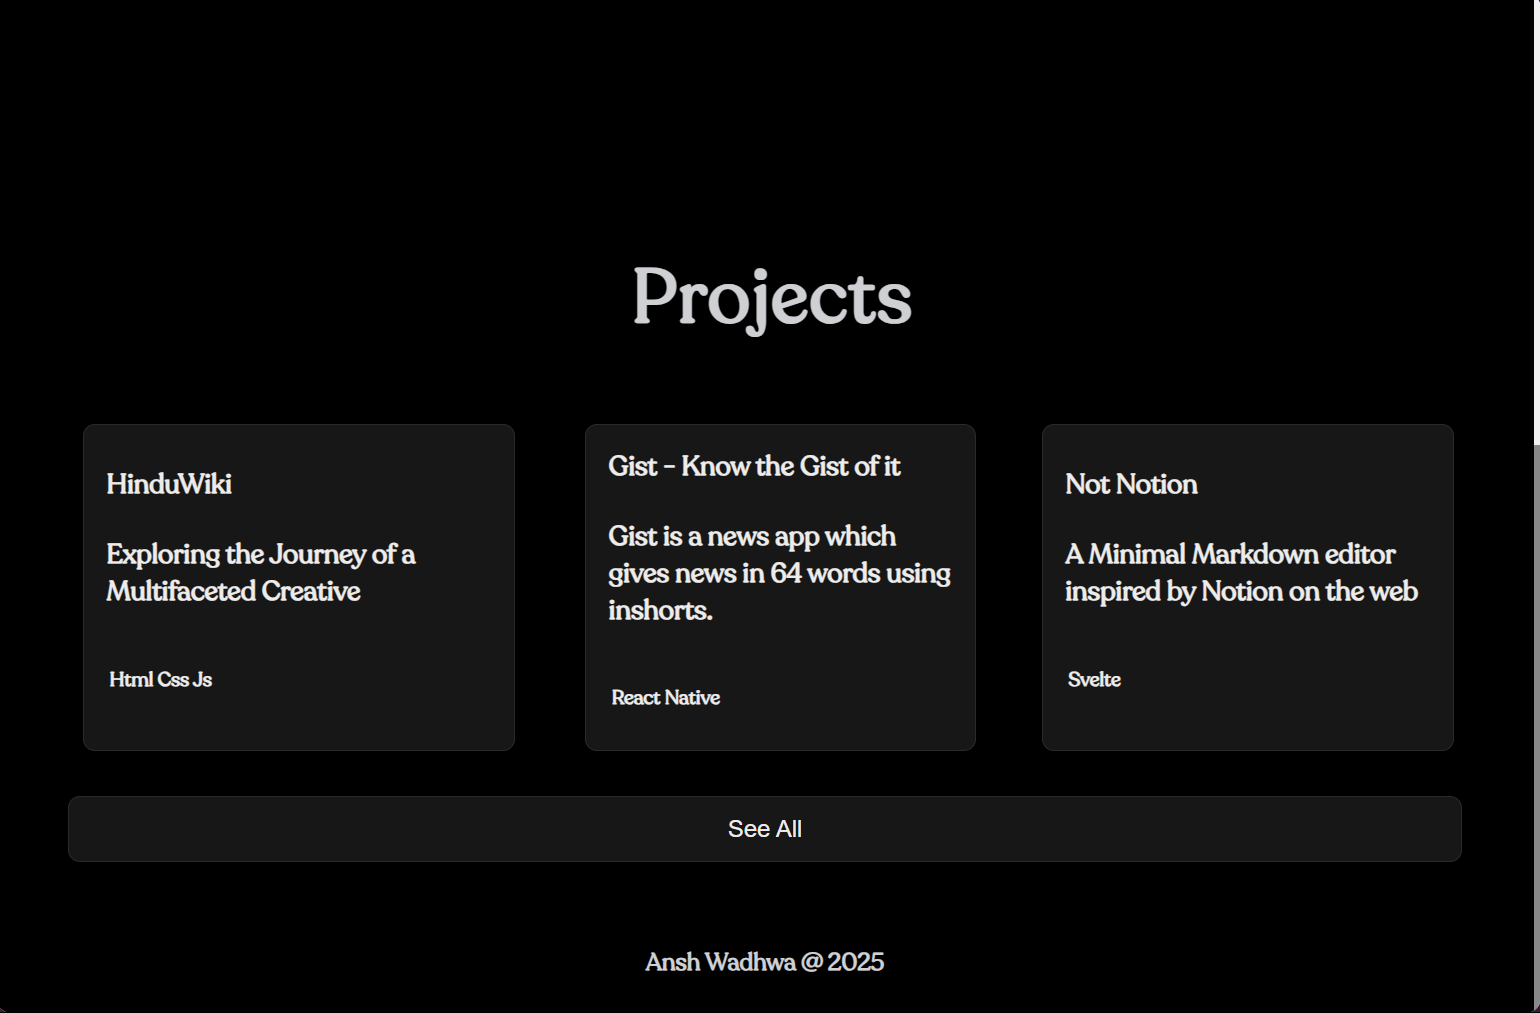 Projects
HinduWiki
Exploring the Journey of a
Multifaceted Creative
Html Css Js
Gist - Know the Gist of it
Gist is a news app which
gives news in 64 words using
inshorts.
React Native
Not Notion
A Minimal Markdown editor
inspired by Notion on the web
Svelte
See All
Ansh Wadhwa @ 2025